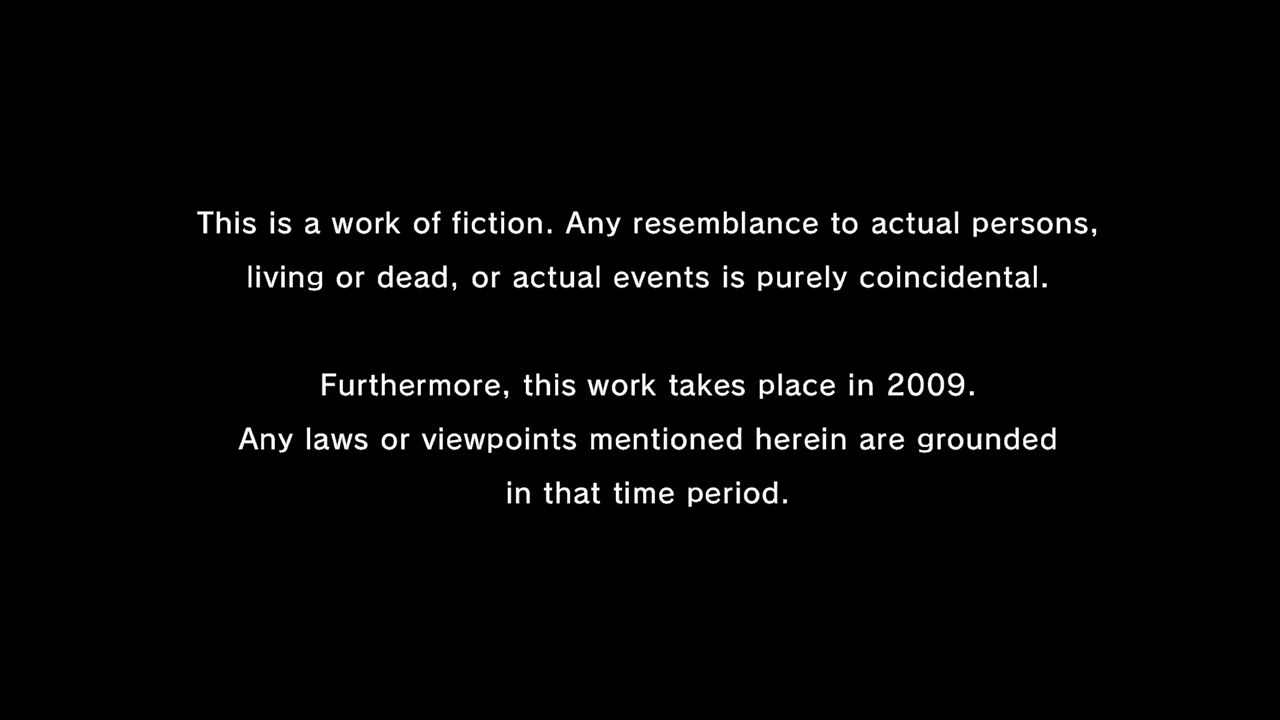 This is a work of fiction. Any resemblance to actual persons,
living or dead, or actual events is purely coincidental.
Furthermore, this work takes place in 2009.
Any laws or viewpoints mentioned herein are grounded
in that time period.